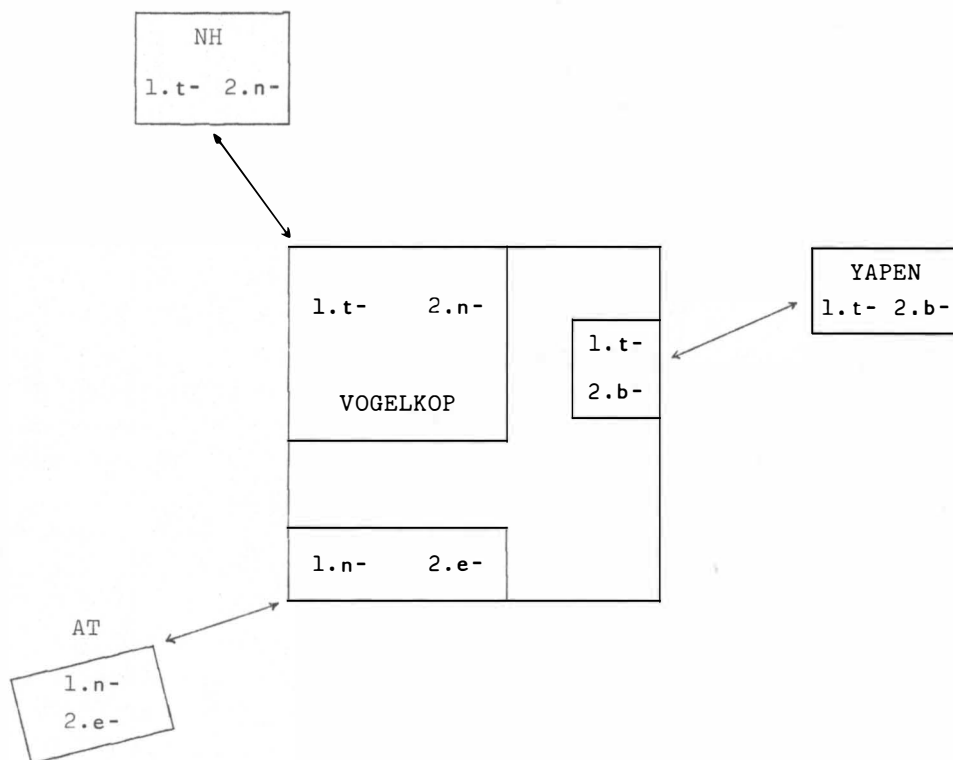 NH
1.t- 2.n-
YAPEN
1.t- 2.b-
1.t- 2.n-
VOGELKOP
1.t-
2.b-
1.n- 2.e-
AT
1.n-
2.e-